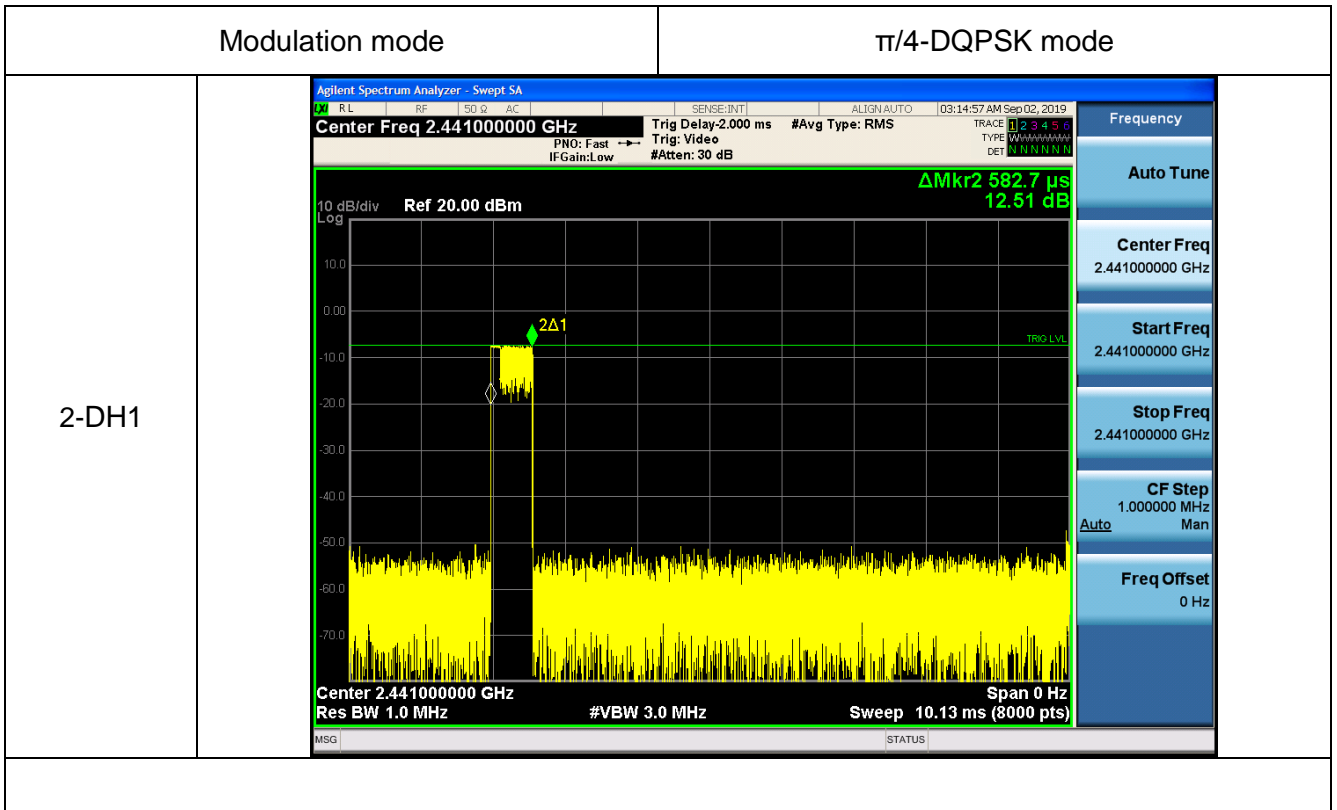 Modulation mode π/4-DQPSK mode
2-DH1
Agilent Spectrum Analyzer - Swept SA
LXI RL RF 50 Ω AC SENSE:INT ALIGN AUTO 03:14:57 AM Sep 02, 2019
Center Freq 2.441000000 GHz
PNO: Fast
IFGain:Low
Trig Delay-2.000 ms
Trig: Video
#Atten: 30 dB
#Avg Type: RMS
TRACE 1 2 3 4 5 6
TYPE WWWWWW
DET N N N N N N
ΔMkr2 582.7 µs
12.51 dB
10 dB/div Ref 20.00 dBm
Log
10.0
0.00
-10.0
-20.0
-30.0
-40.0
-50.0
-60.0
-70.0
2Δ1
TRIG LVL
Center 2.441000000 GHz Span 0 Hz
Res BW 1.0 MHz #VBW 3.0 MHz Sweep 10.13 ms (8000 pts)
MSG STATUS
Frequency
Auto Tune
Center Freq
2.441000000 GHz
Start Freq
2.441000000 GHz
Stop Freq
2.441000000 GHz
CF Step
1.000000 MHz
Auto Man
Freq Offset
0 Hz